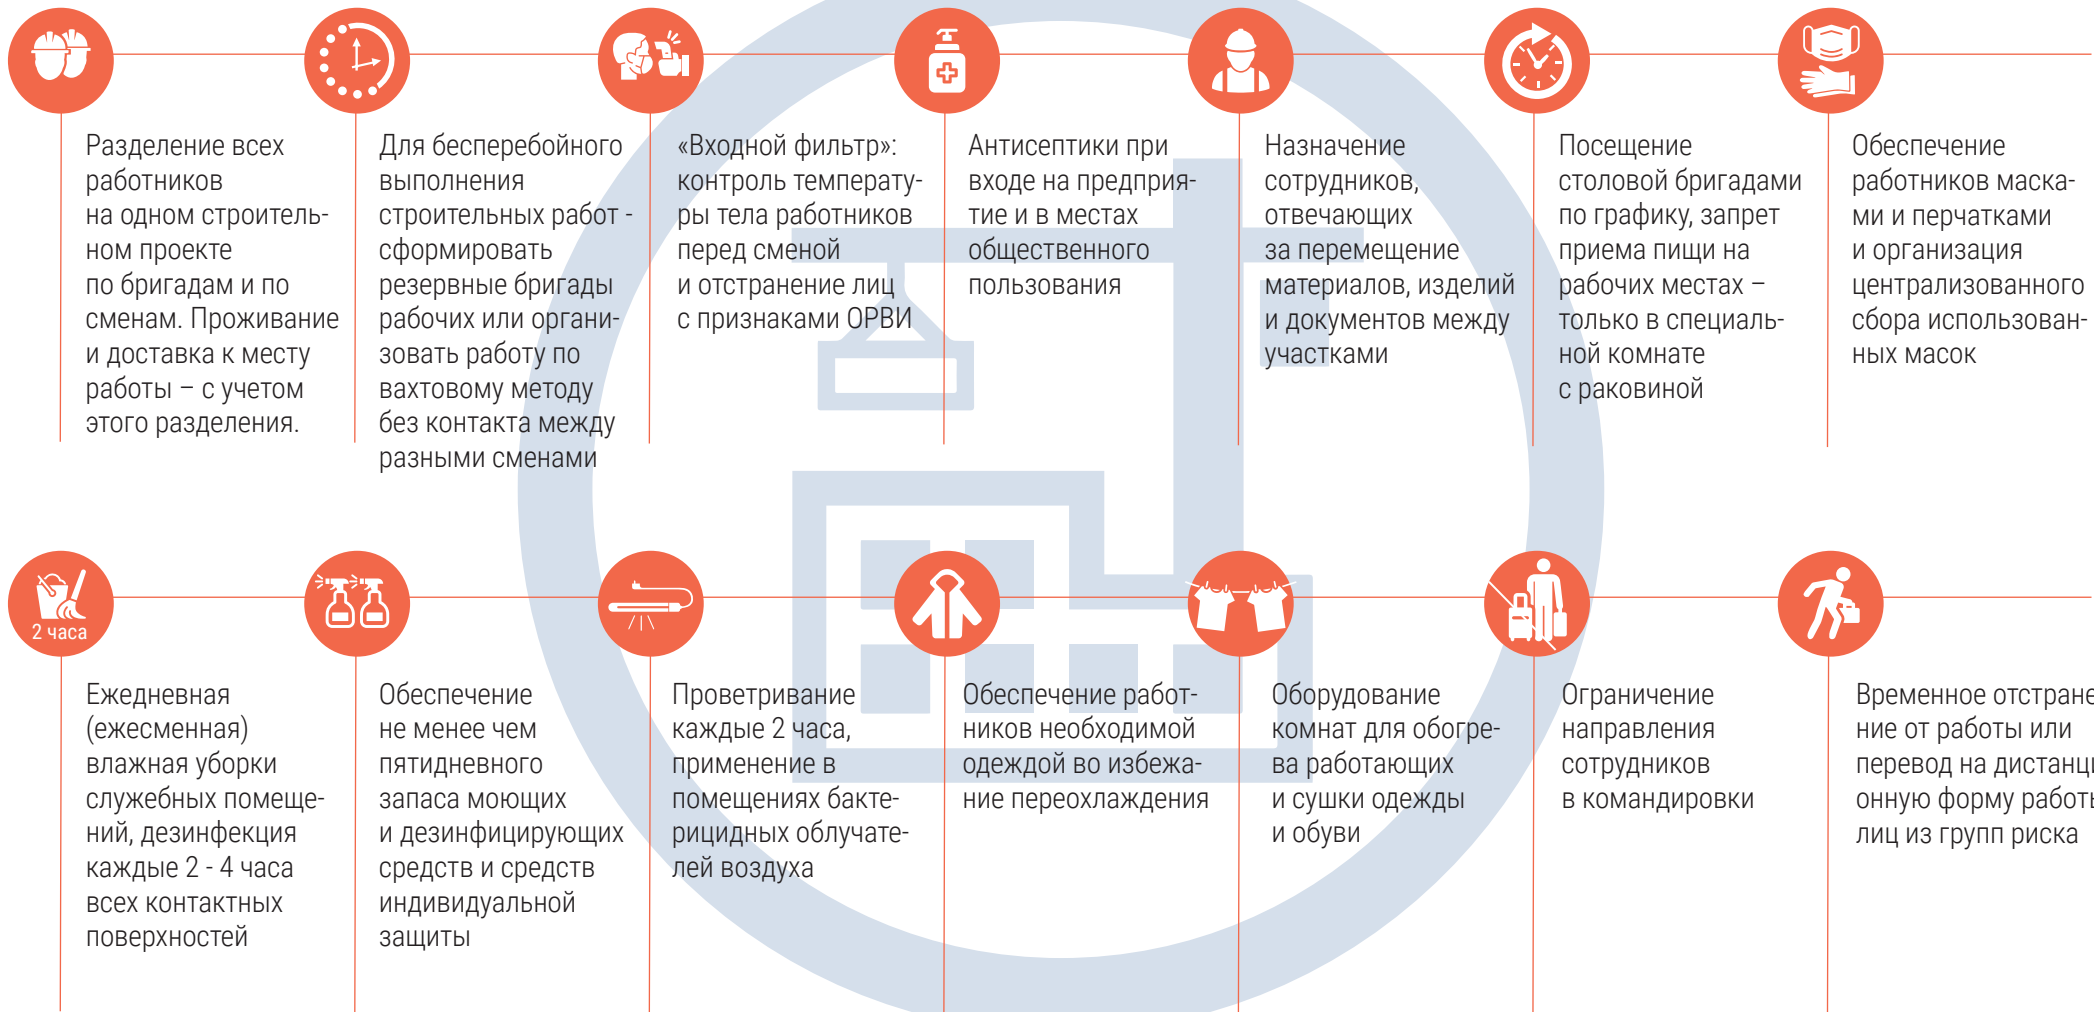 Разделение всех
работников
на одном строитель-
ном проекте
по бригадам и по
сменам. Проживание
и доставка к месту
работы – с учетом
этого разделения.
Для бесперебойного
выполнения
строительных работ -
сформировать
резервные бригады
рабочих или органи-
зовать работу по
вахтовому методу
без контакта между
разными сменами
«Входной фильтр»:
контроль температу-
ры тела работников
перед сменой
и отстранение лиц
с признаками ОРВИ
Антисептики при
входе на предприя-
тие и в местах
общественного
пользования
Назначение
сотрудников,
отвечающих
за перемещение
материалов, изделий
и документов между
участками
Посещение
столовой бригадами
по графику, запрет
приема пищи на
рабочих местах –
только в специаль-
ной комнате
с раковиной
Обеспечение
работников маска-
ми и перчатками
и организация
централизованного
сбора использован-
ных масок
2 часа
Ежедневная
(ежесменная)
влажная уборки
служебных помеще-
ний, дезинфекция
каждые 2 - 4 часа
всех контактных
поверхностей
Обеспечение
не менее чем
пятидневного
запаса моющих
и дезинфицирующих
средств и средств
индивидуальной
защиты
Проветривание
каждые 2 часа,
применение в
помещениях бакте-
рицидных облучате-
лей воздуха
Обеспечение работ-
ников необходимой
одеждой во избежа-
ние переохлаждения
Оборудование
комнат для обогре-
ва работающих
и сушки одежды
и обуви
Ограничение
направления
сотрудников
в командировки
Временное отстране
ние от работы или
перевод на дистанци
онную форму работы
лиц из групп риска